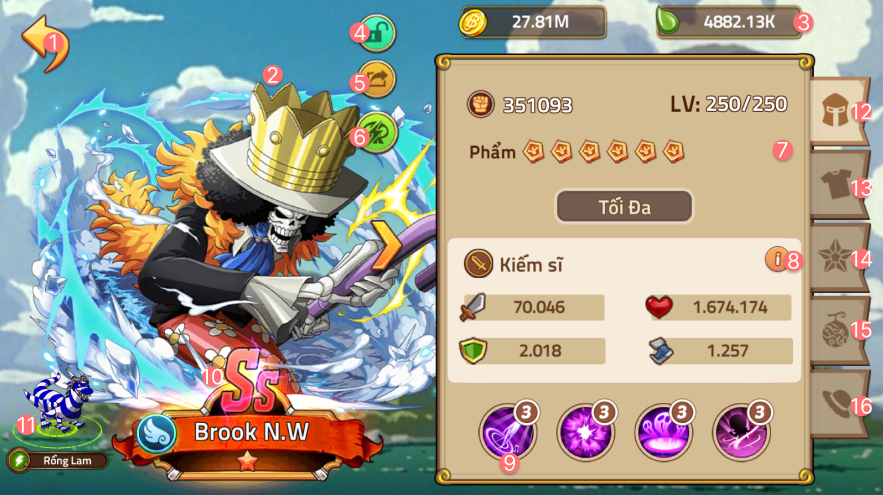 27.81M
4882.13K 3
1
4
2
5
6
351093 LV: 250/250
Phẩm 7
Tối Đa
Kiếm sĩ i 8
70.046 1.674.174
2.018 1.257
3 3 3 3
9
10 SS
Brook N.W
11
Rồng Lam
12
13
14
15
16